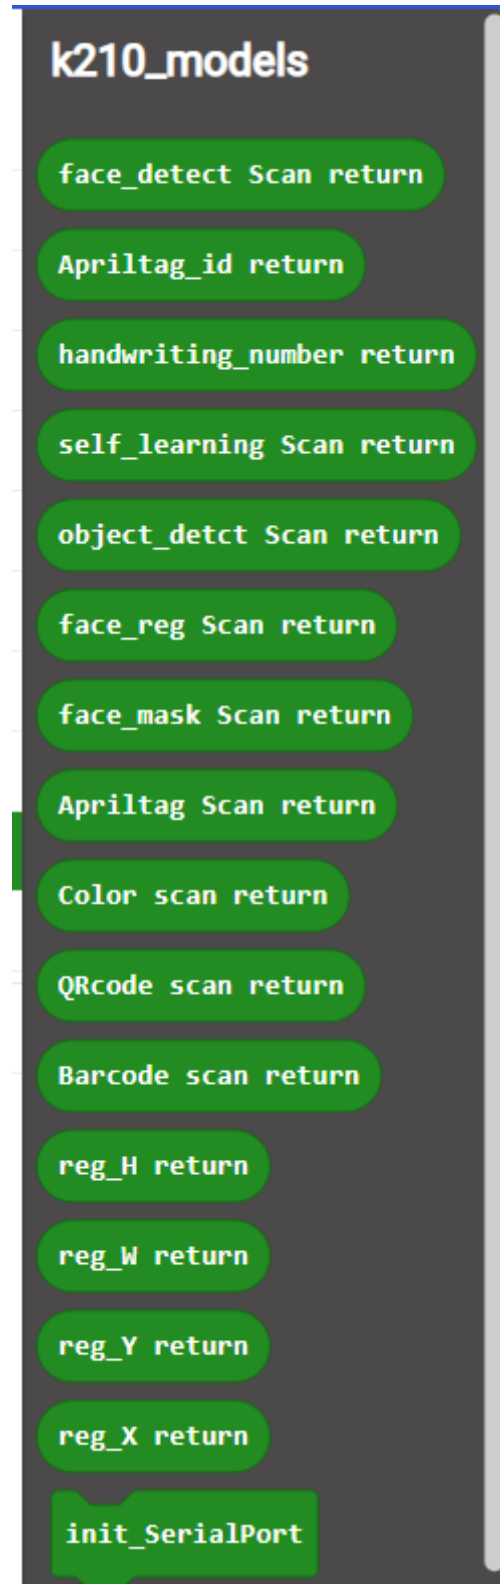 k210_models
face_detect Scan return
Apriltag_id return
handwriting_number return
self_learning Scan return
object_detct Scan return
face_reg Scan return
face_mask Scan return
Apriltag Scan return
Color scan return
QRcode scan return
Barcode scan return
reg_H return
reg_W return
reg_Y return
reg_X return
init_SerialPort